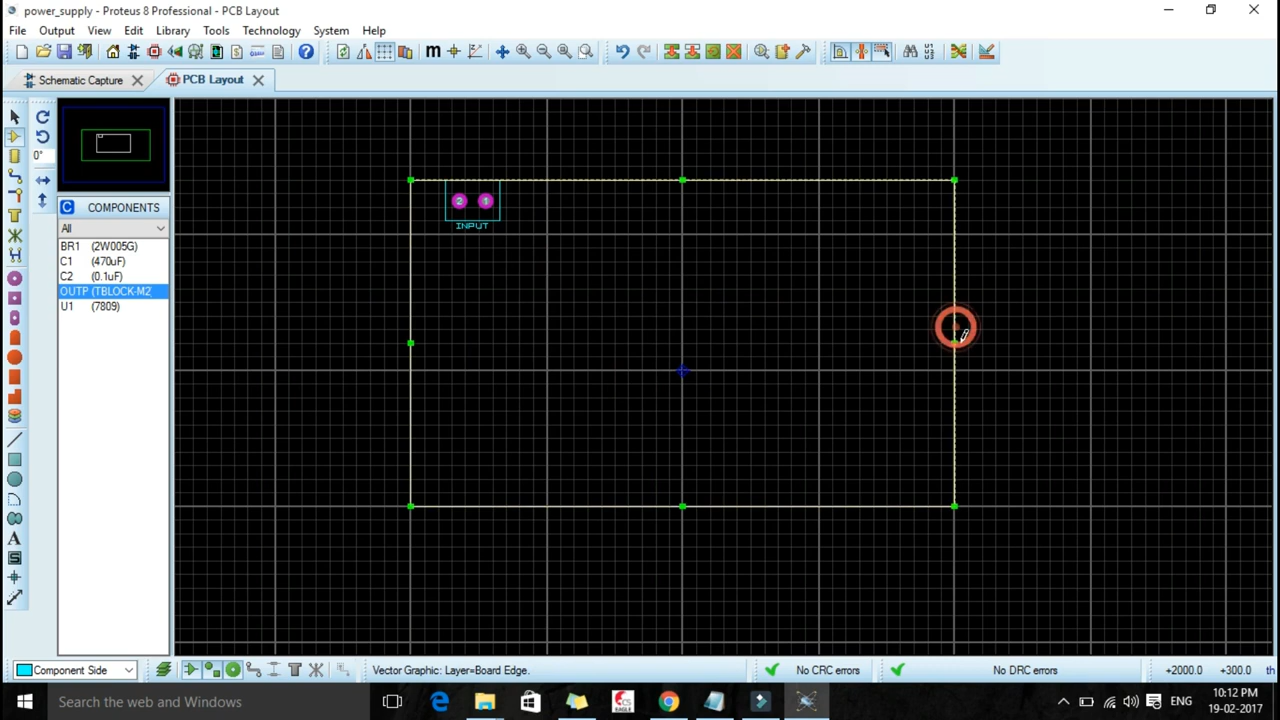 power_supply - Proteus 8 Professional - PCB Layout
File Output View Edit Library Tools Technology System Help
Schematic Capture PCB Layout
0°
C COMPONENTS
All
BR1 (2W005G)
C1 (470uF)
C2 (0.1uF)
OUTP (TBLOCK-M2
U1 (7809)
2 1
INPUT
Component Side
Vector Graphic: Layer=Board Edge.
No CRC errors
No DRC errors
+2000.0 +300.0 th
Search the web and Windows
ENG
10:12 PM
19-02-2017